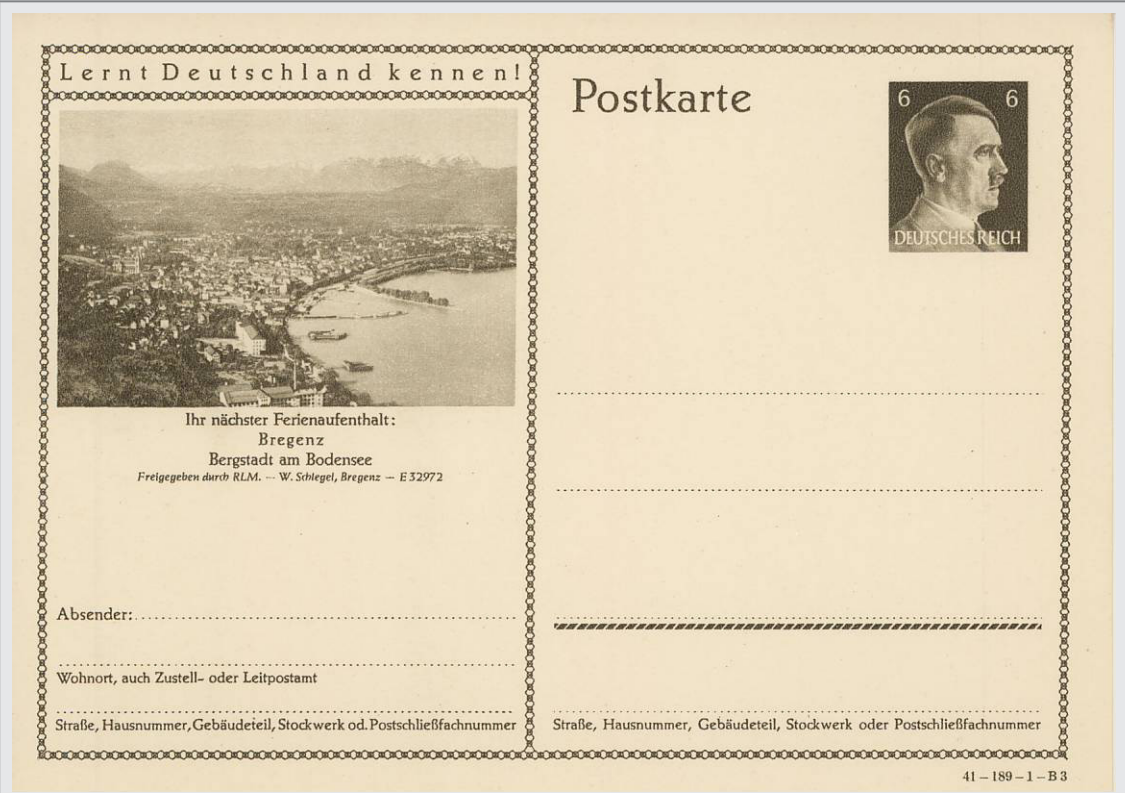 Lernt Deutschland kennen!
Ihr nächster Ferienaufenthalt:
Bregenz
Bergstadt am Bodensee
Freigegeben durch RLM. — W. Schlegel, Bregenz — E 32972
Absender:
Wohnort, auch Zustell- oder Leitpostamt
Straße, Hausnummer, Gebäudeteil, Stockwerk od. Postschließfachnummer
Postkarte
6 6
DEUTSCHES REICH
Straße, Hausnummer, Gebäudeteil, Stockwerk oder Postschließfachnummer
41 – 189 – 1 – B 3